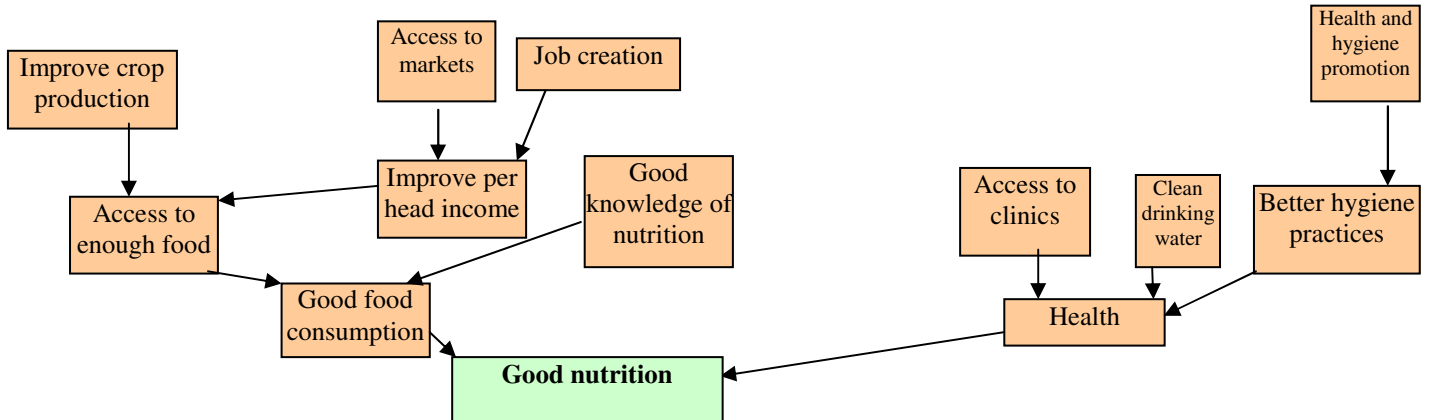 Improve crop
production
Access to
markets
Job creation
Health and
hygiene
promotion
Improve per
head income
Good
knowledge of
nutrition
Access to
clinics
Clean
drinking
water
Better hygiene
practices
Access to
enough food
Good food
consumption
Health
Good nutrition